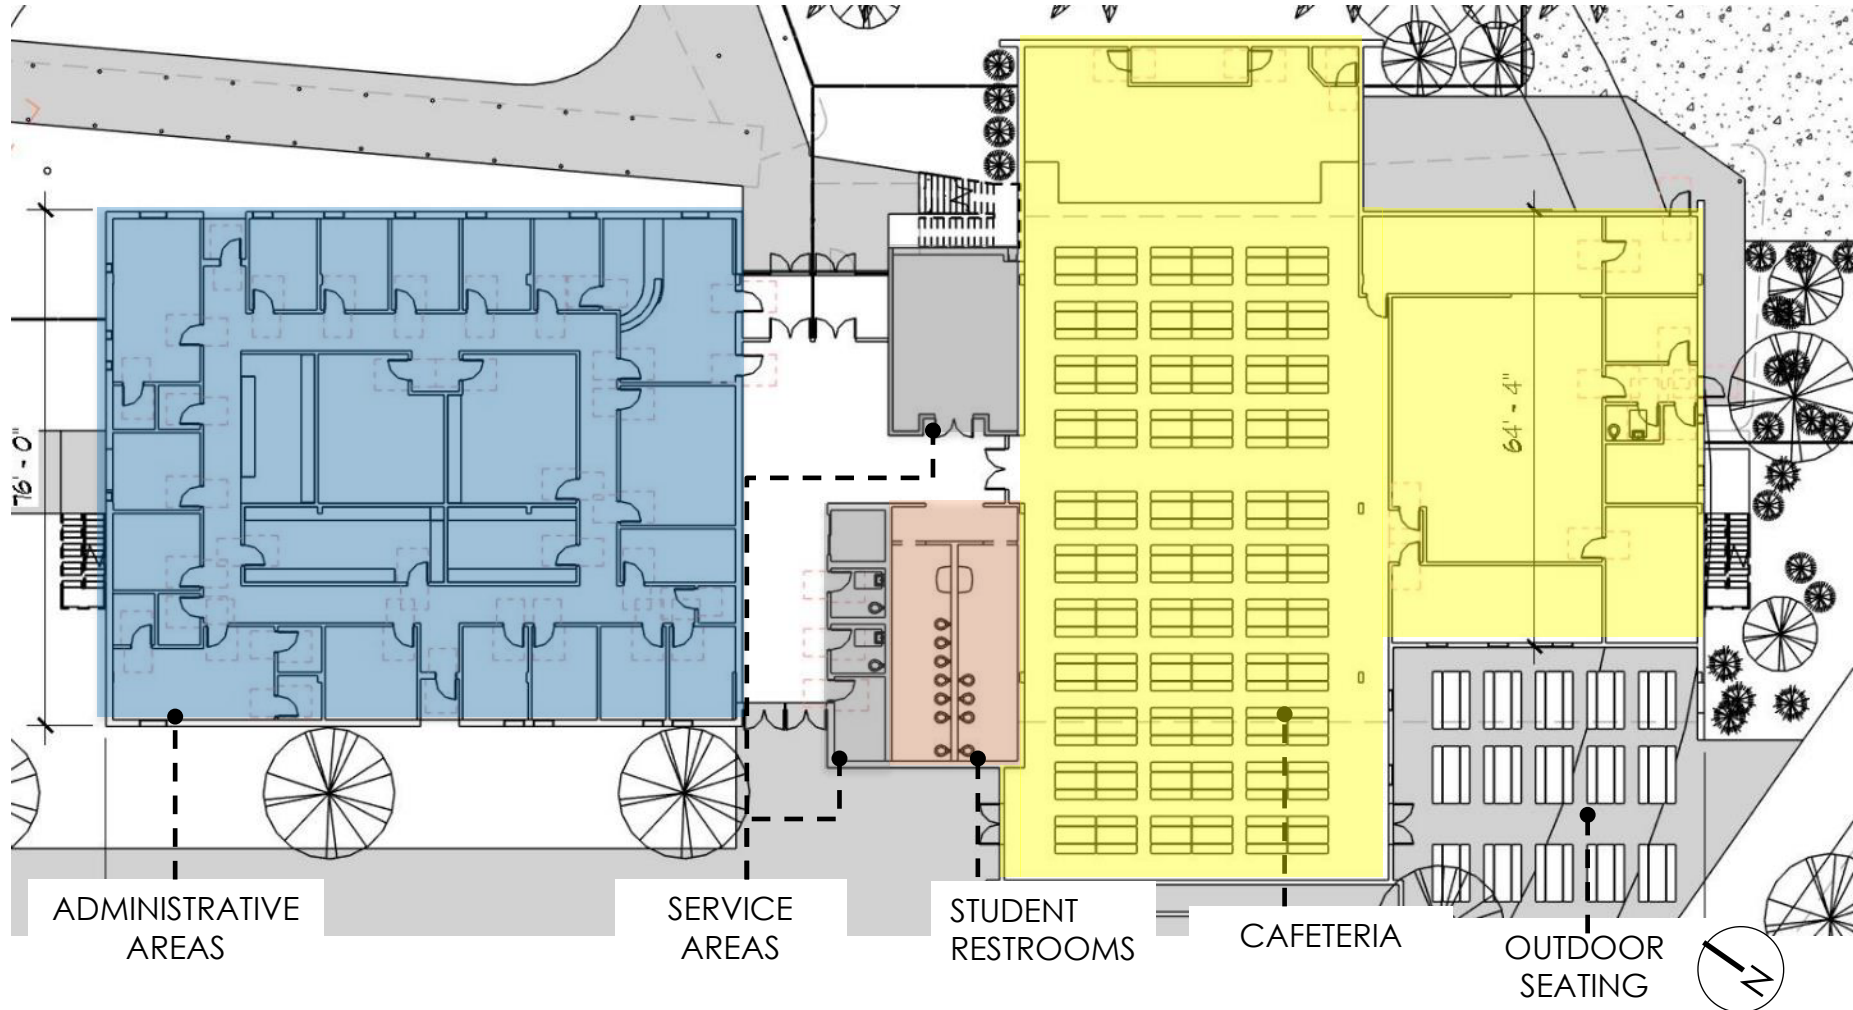 76' - 0"
64' - 4"
ADMINISTRATIVE
AREAS
SERVICE
AREAS
STUDENT
RESTROOMS
CAFETERIA
OUTDOOR
SEATING
N